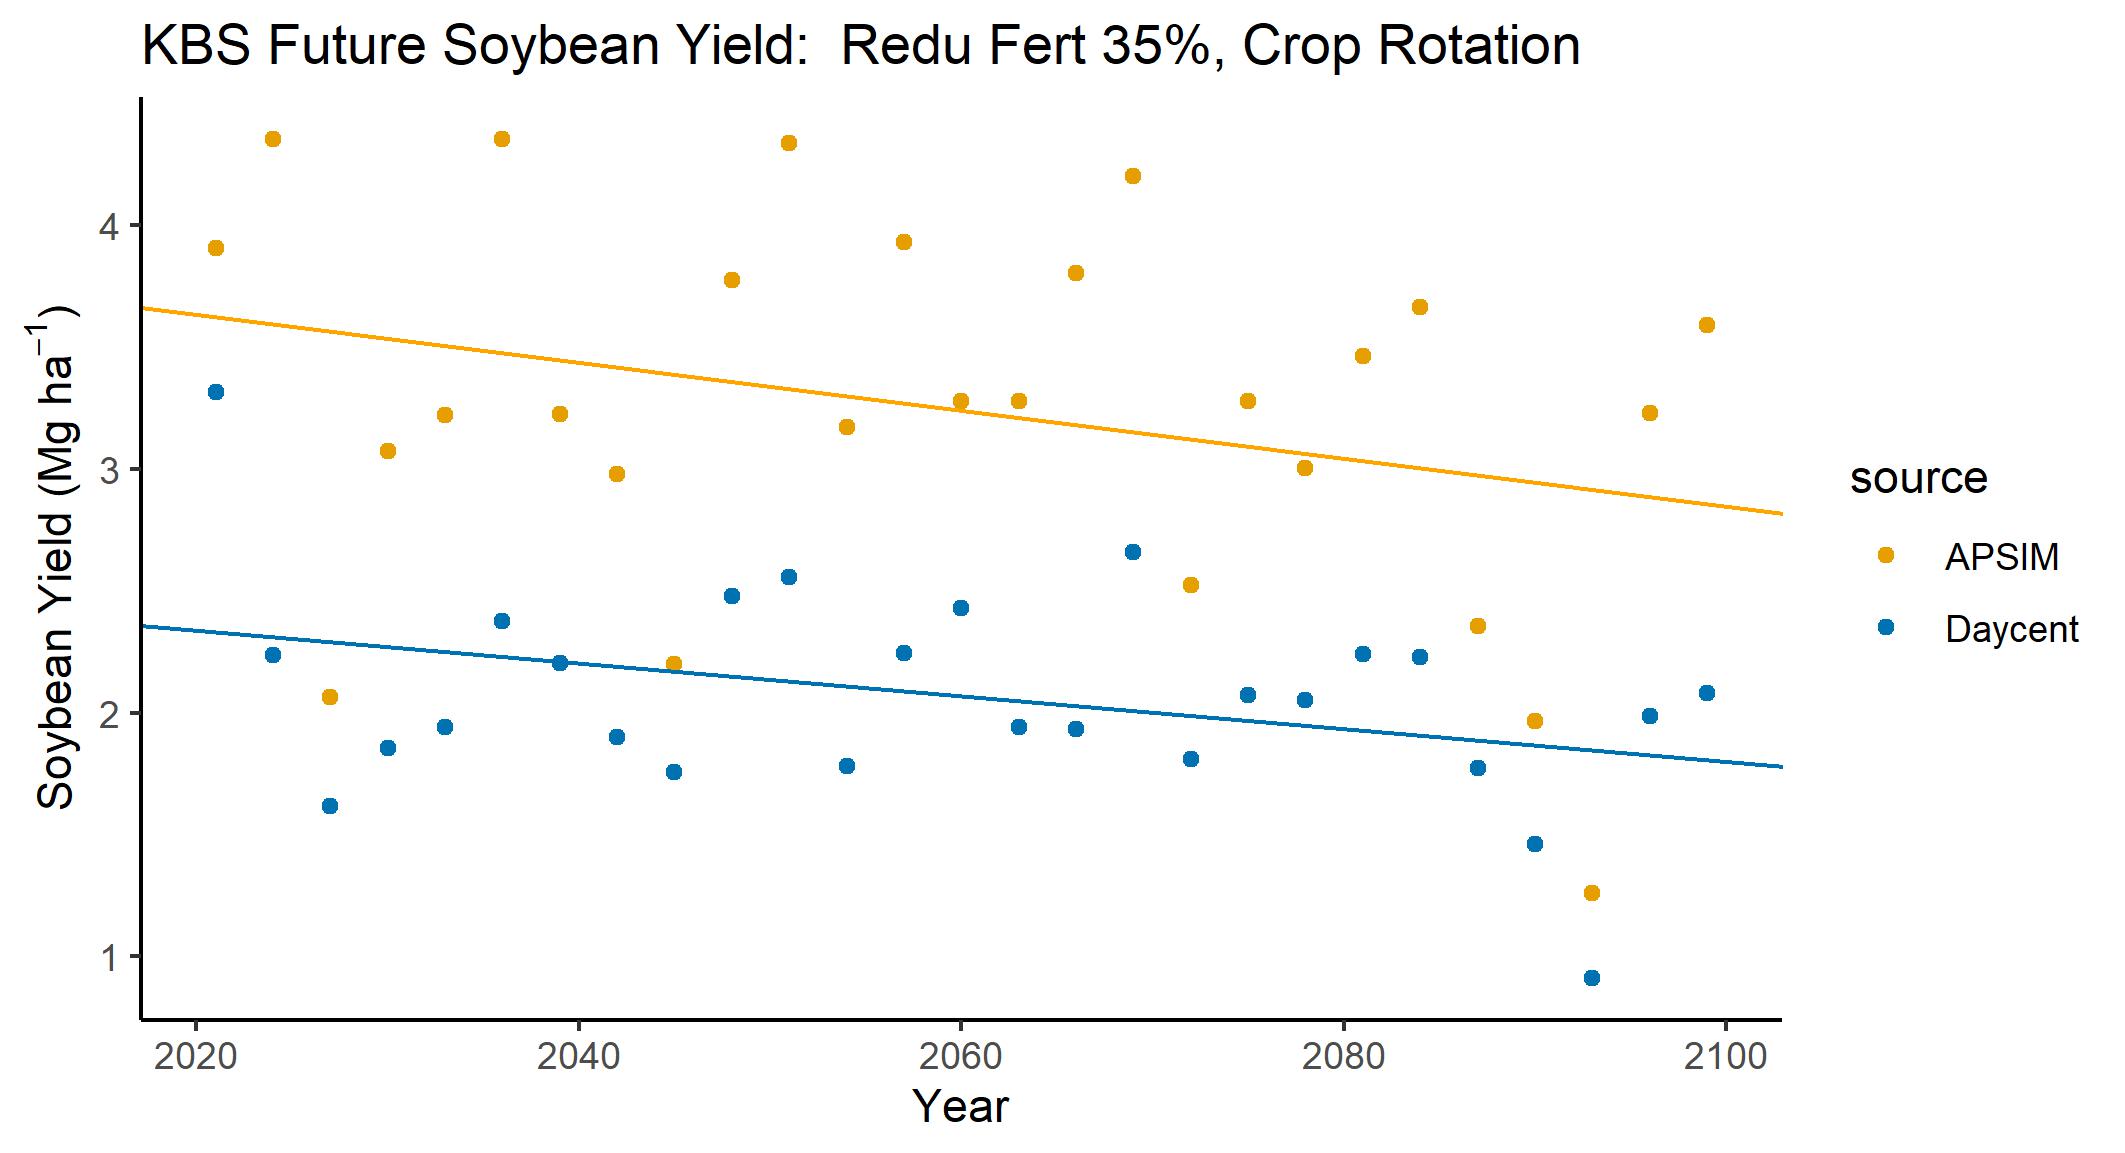 KBS Future Soybean Yield:  Redu Fert 35%, Crop Rotation
Soybean Yield (Mg ha⁻¹)
4
3
2
1
2020 2040 2060 2080 2100
Year
source
APSIM
Daycent